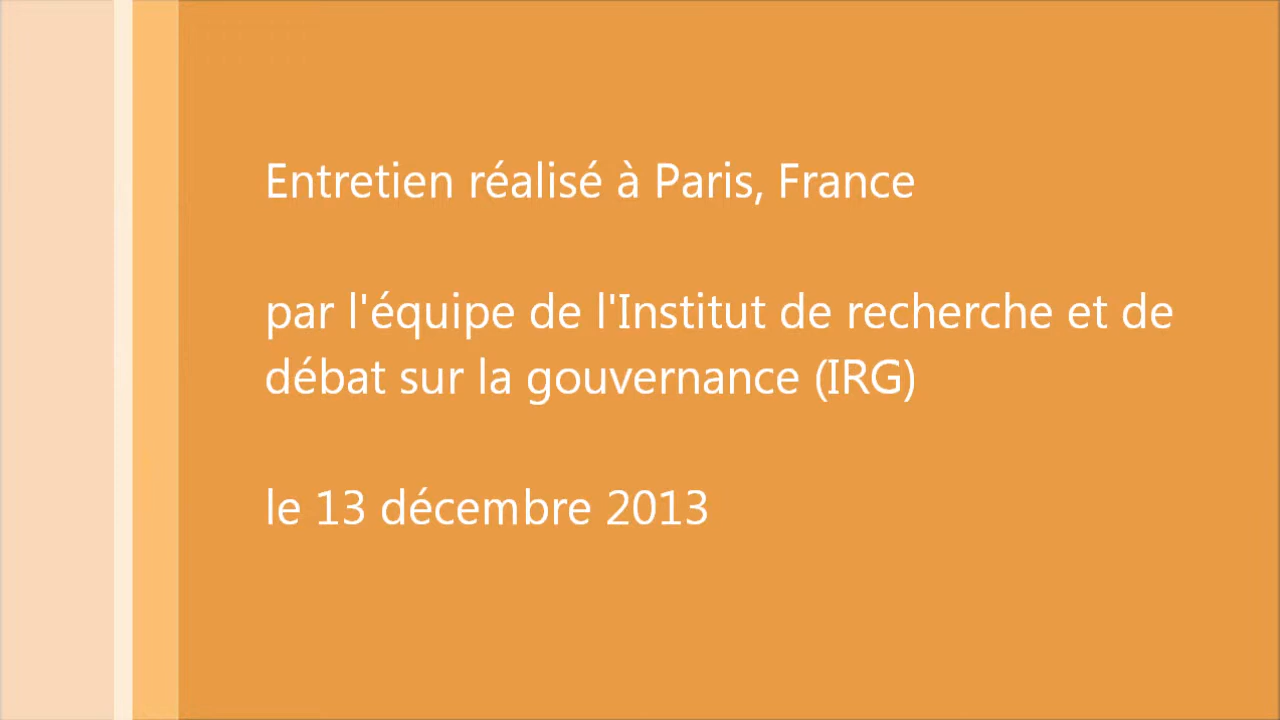 Entretien réalisé à Paris, France
par l'équipe de l'Institut de recherche et de
débat sur la gouvernance (IRG)
le 13 décembre 2013